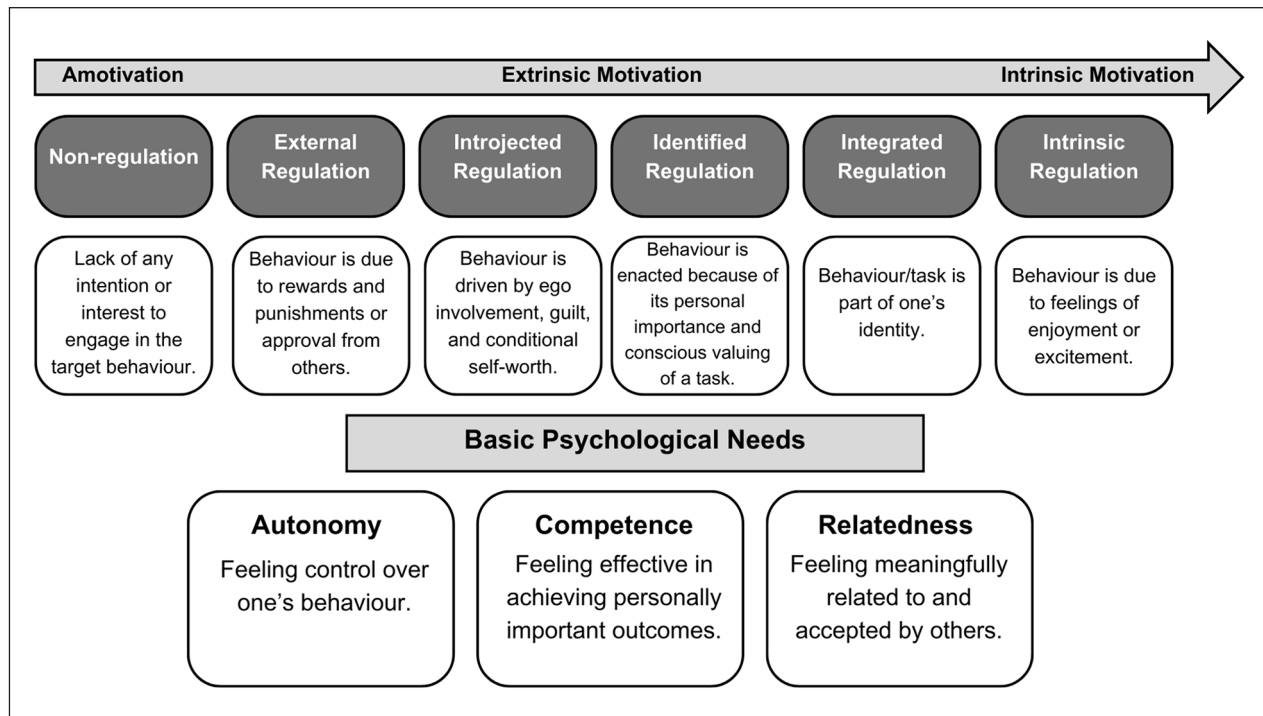 Amotivation
Extrinsic Motivation
Intrinsic Motivation
Non-regulation
External
Regulation
Introjected
Regulation
Identified
Regulation
Integrated
Regulation
Intrinsic
Regulation
Lack of any
intention or
interest to
engage in the
target behaviour.
Behaviour is due
to rewards and
punishments or
approval from
others.
Behaviour is
driven by ego
involvement, guilt,
and conditional
self-worth.
Behaviour is
enacted because of
its personal
importance and
conscious valuing
of a task.
Behaviour/task is
part of one’s
identity.
Behaviour is due
to feelings of
enjoyment or
excitement.
Basic Psychological Needs
Autonomy
Feeling control over
one’s behaviour.
Competence
Feeling effective in
achieving personally
important outcomes.
Relatedness
Feeling meaningfully
related to and
accepted by others.